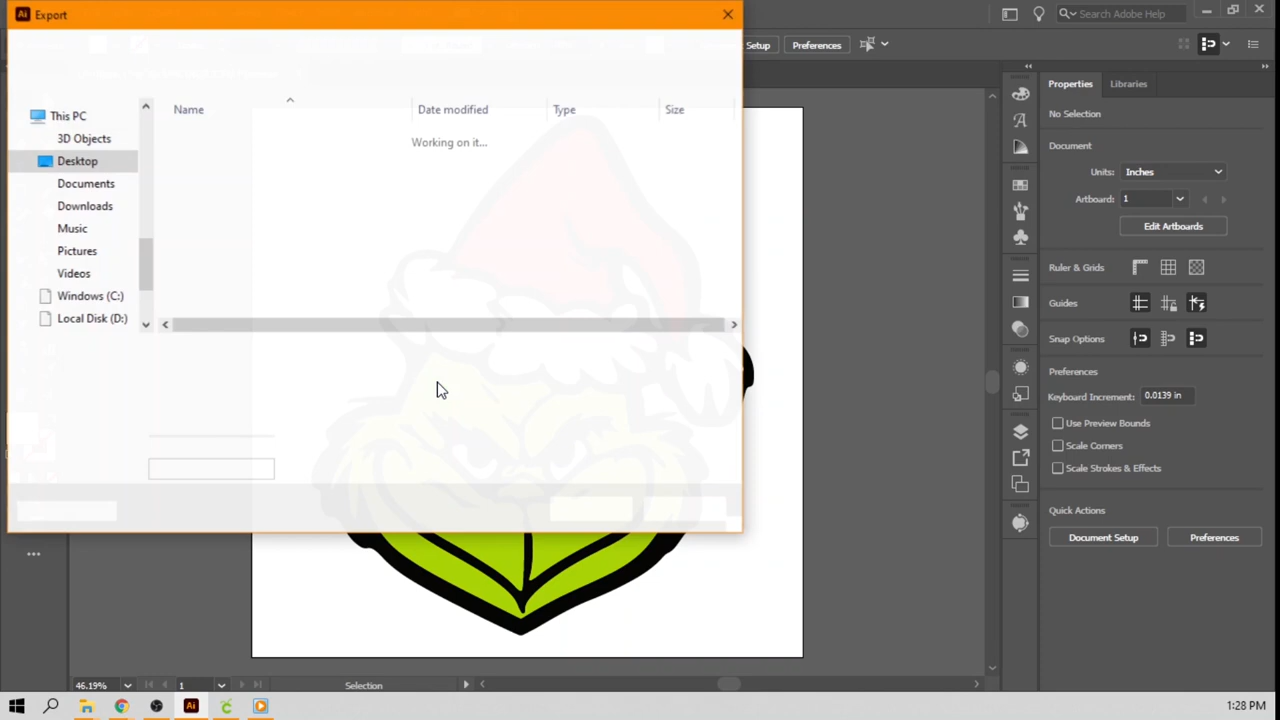 Ai Export
Search Adobe Help
Setup
Preferences
This PC
3D Objects
Desktop
Documents
Downloads
Music
Pictures
Videos
Windows (C:)
Local Disk (D:)
Name
Date modified
Type
Size
Working on it...
Properties
Libraries
No Selection
Document
Units:
Inches
Artboard:
1
Edit Artboards
Ruler & Grids
Guides
Snap Options
Preferences
Keyboard Increment:
0.0139 in
Use Preview Bounds
Scale Corners
Scale Strokes & Effects
Quick Actions
Document Setup
Preferences
46.19%
1
Selection
Ai
1:28 PM